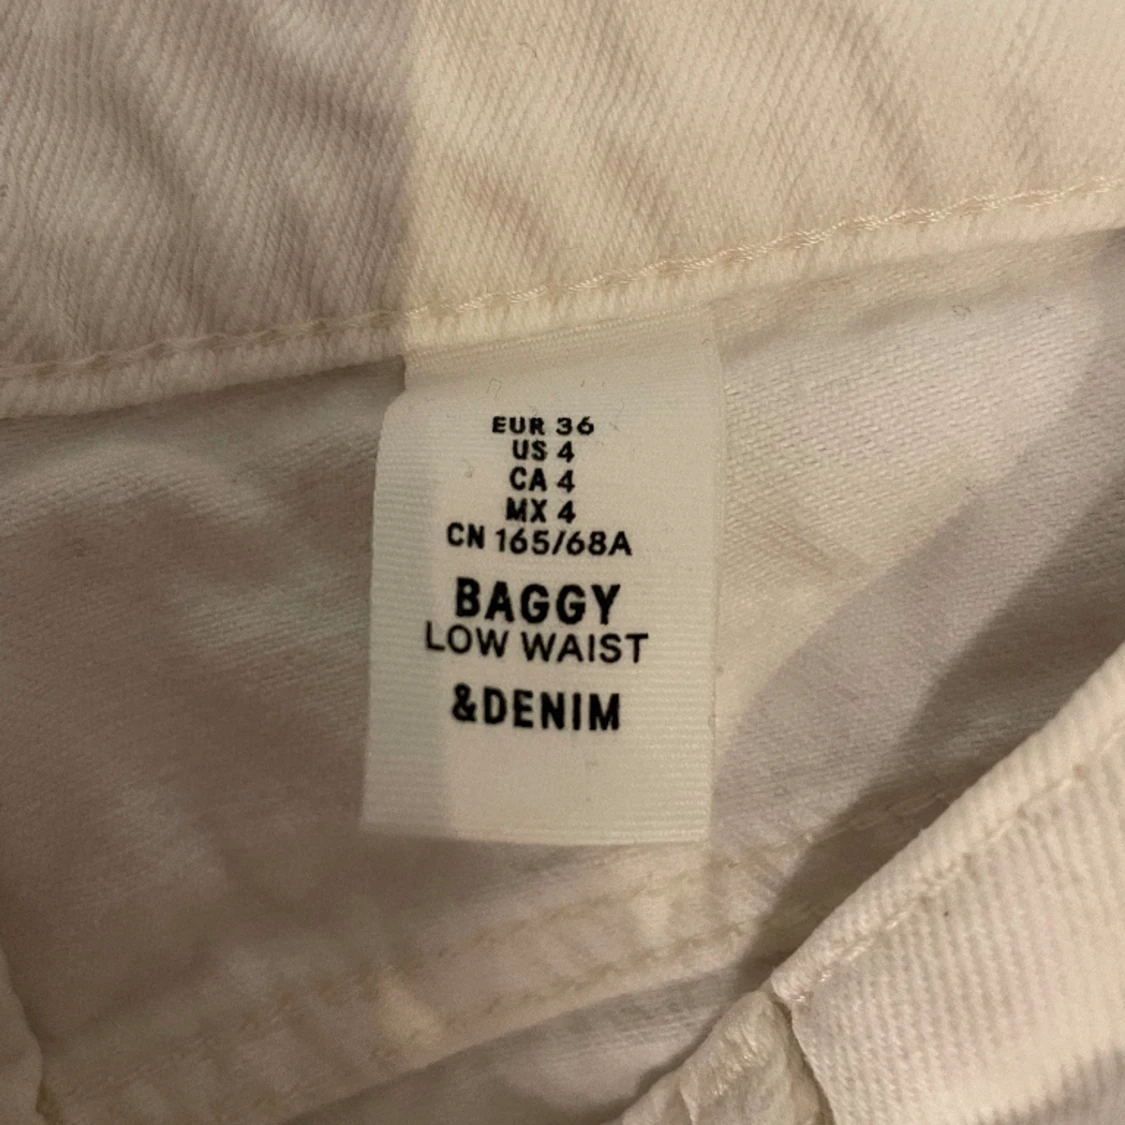 EUR 36
US 4
CA 4
MX 4
CN 165/68A
BAGGY
LOW WAIST
&DENIM